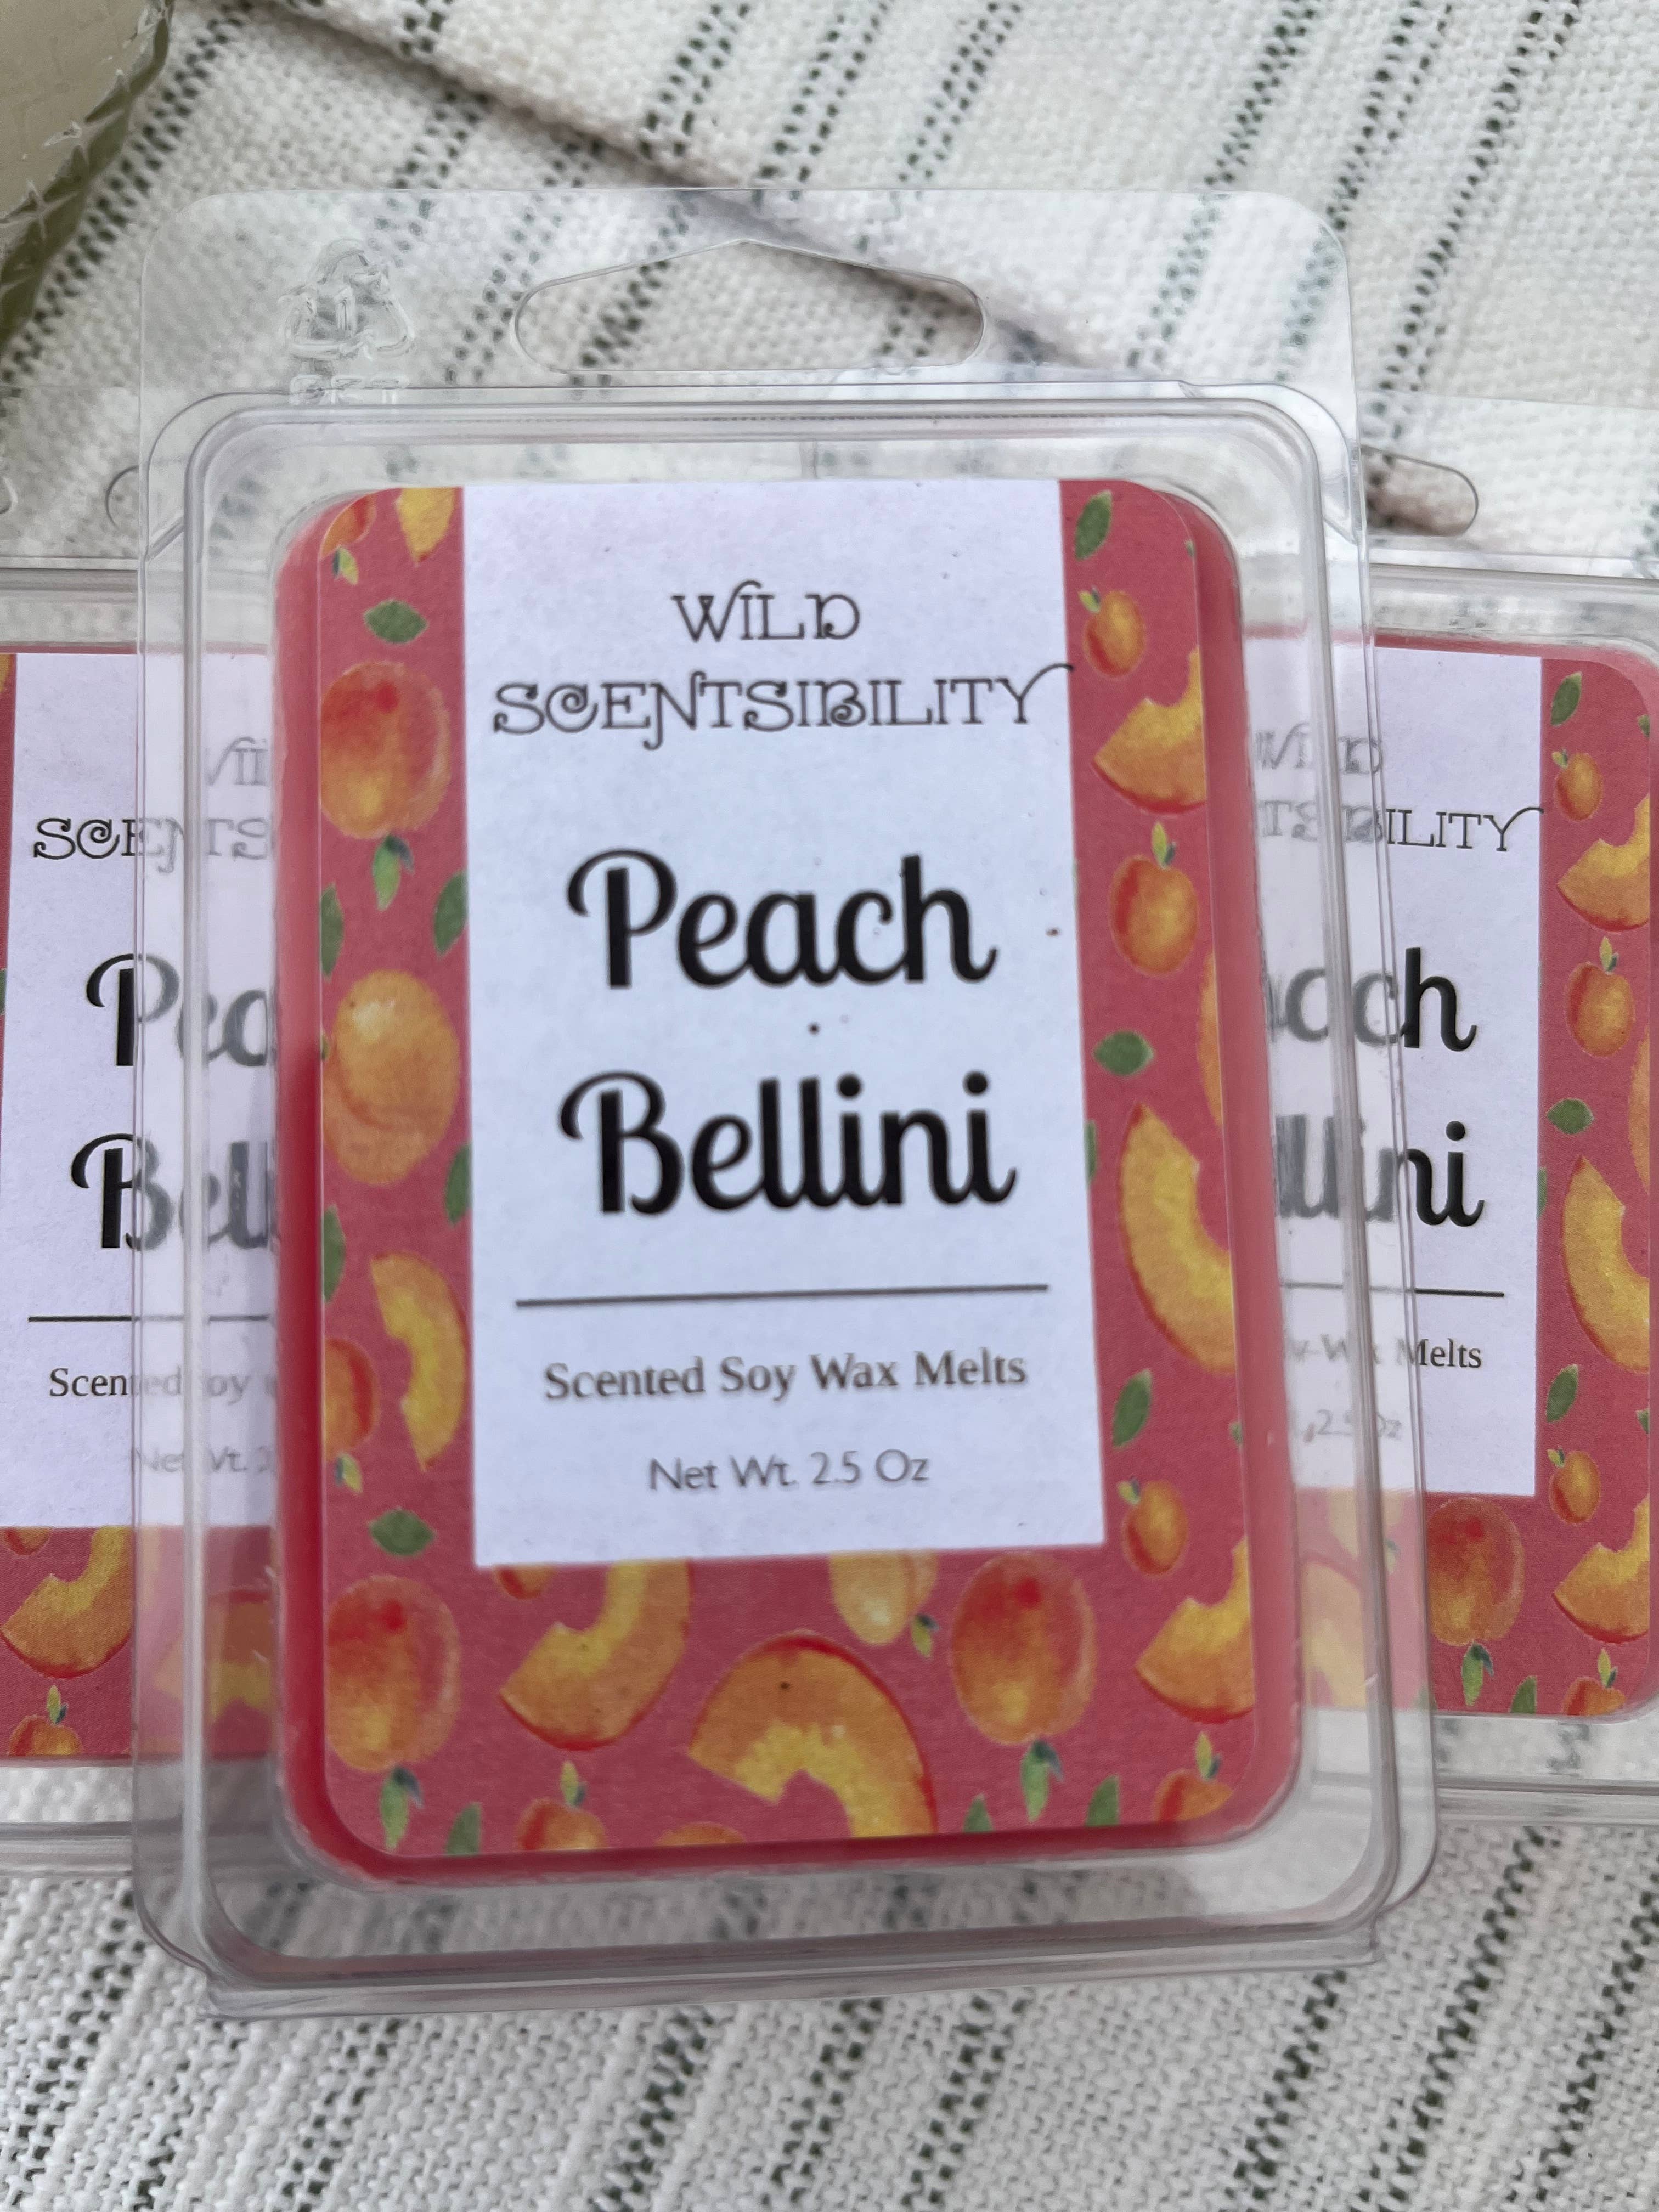 WILD
SCENTSIBILITY
Peach
Bellini
Scented Soy Wax Melts
Net Wt. 2.5 Oz